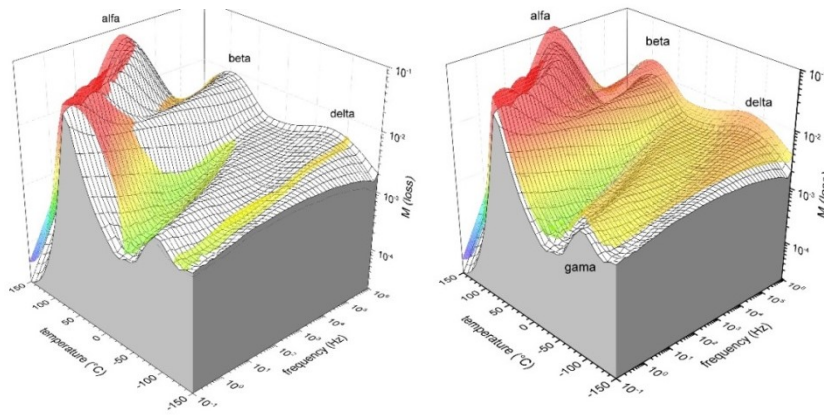 alfa
beta
delta
10⁻¹
10⁻²
10⁻³
10⁻⁴
M (loss)
150
100
50
0
-50
-100
-150
temperature (°C)
10⁻¹
10⁰
10¹
10²
10³
10⁴
10⁵
10⁶
frequency (Hz)
alfa
beta
delta
gama
10⁻¹
10⁻²
10⁻³
10⁻⁴
M (loss)
150
100
50
0
-50
-100
-150
temperature (°C)
10⁻¹
10⁰
10¹
10²
10³
10⁴
10⁵
10⁶
frequency (Hz)